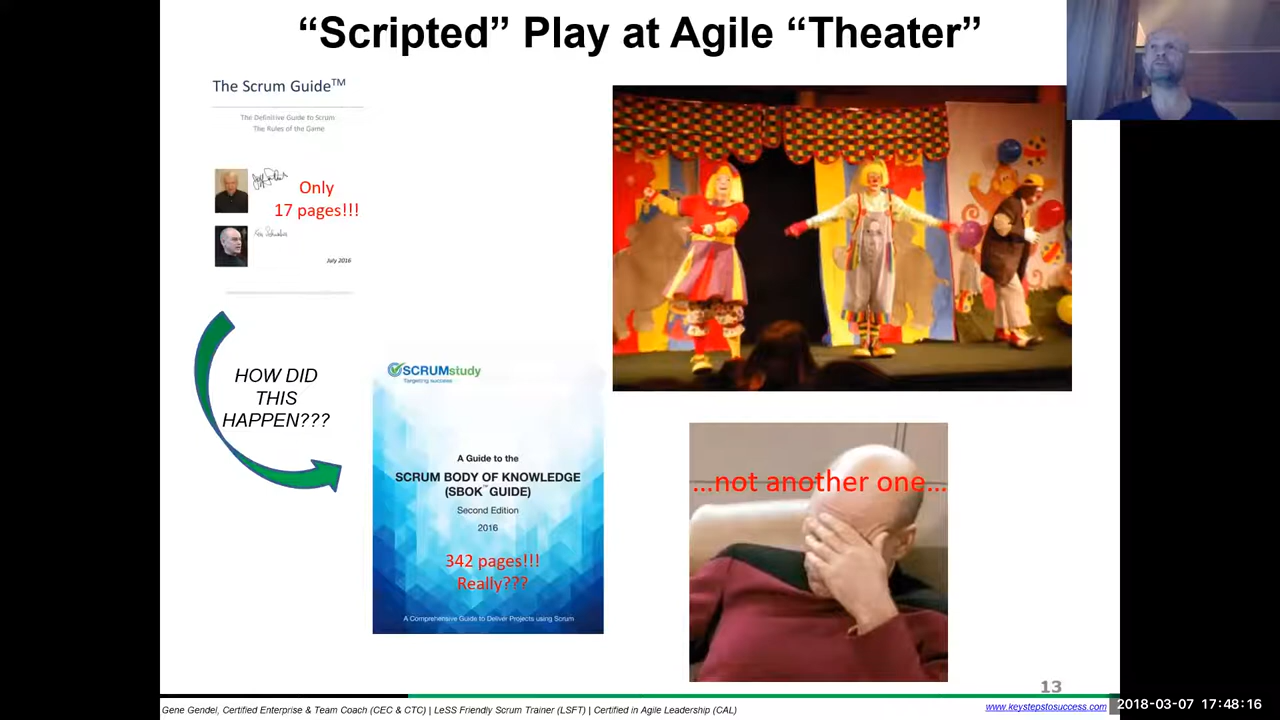 “Scripted” Play at Agile “Theater”
The Scrum Guide™
The Definitive Guide to Scrum
The Rules of the Game
Only
17 pages!!!
July 2016
HOW DID
THIS
HAPPEN???
SCRUMstudy
Targeting success
A Guide to the
SCRUM BODY OF KNOWLEDGE
(SBOK™ GUIDE)
Second Edition
2016
342 pages!!!
Really???
A Comprehensive Guide to Deliver Projects using Scrum
...not another one...
13
Gene Gendel, Certified Enterprise & Team Coach (CEC & CTC) | LeSS Friendly Scrum Trainer (LSFT) | Certified in Agile Leadership (CAL)
www.keystepstosuccess.com
2018-03-07 17:48:16